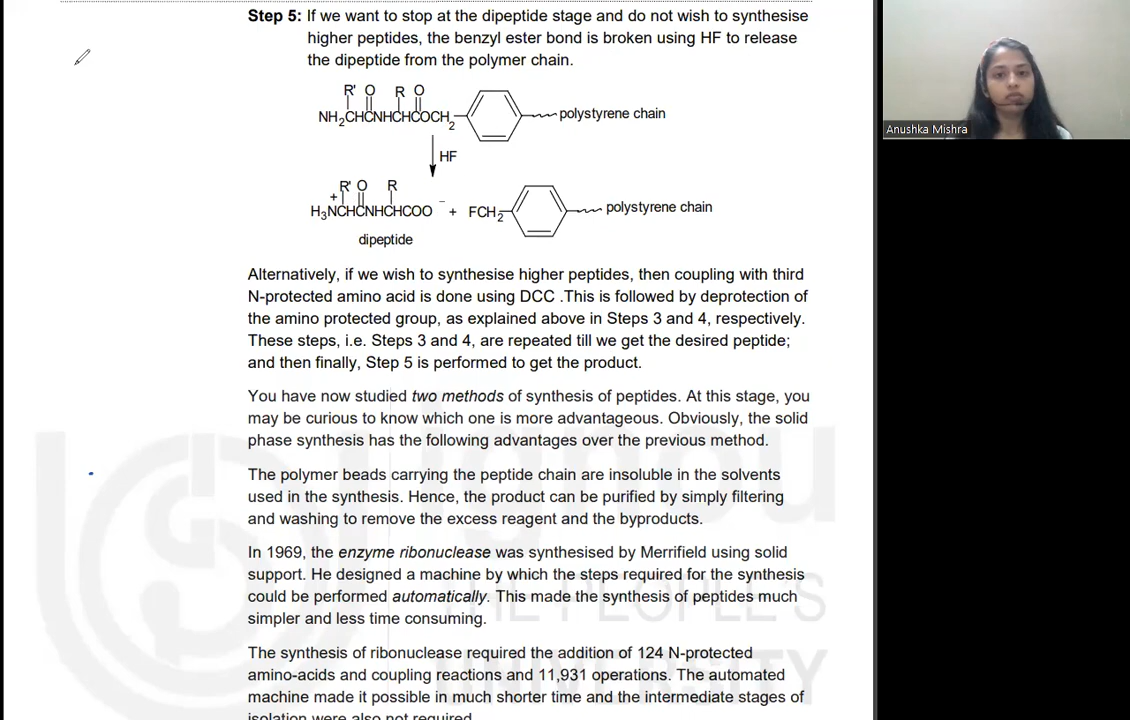 Step 5: If we want to stop at the dipeptide stage and do not wish to synthesise
higher peptides, the benzyl ester bond is broken using HF to release
the dipeptide from the polymer chain.
R' O R O
NH2CHCNHCHCOCH2 polystyrene chain
HF
R' O R
+ -
H3NCHCNHCHCOO + FCH2 polystyrene chain
dipeptide
Alternatively, if we wish to synthesise higher peptides, then coupling with third
N-protected amino acid is done using DCC .This is followed by deprotection of
the amino protected group, as explained above in Steps 3 and 4, respectively.
These steps, i.e. Steps 3 and 4, are repeated till we get the desired peptide;
and then finally, Step 5 is performed to get the product.
You have now studied two methods of synthesis of peptides. At this stage, you
may be curious to know which one is more advantageous. Obviously, the solid
phase synthesis has the following advantages over the previous method.
The polymer beads carrying the peptide chain are insoluble in the solvents
used in the synthesis. Hence, the product can be purified by simply filtering
and washing to remove the excess reagent and the byproducts.
In 1969, the enzyme ribonuclease was synthesised by Merrifield using solid
support. He designed a machine by which the steps required for the synthesis
could be performed automatically. This made the synthesis of peptides much
simpler and less time consuming.
The synthesis of ribonuclease required the addition of 124 N-protected
amino-acids and coupling reactions and 11,931 operations. The automated
machine made it possible in much shorter time and the intermediate stages of
isolation were also not required.
ignou
THE PEOPLE'S
UNIVERSITY
Anushka Mishra